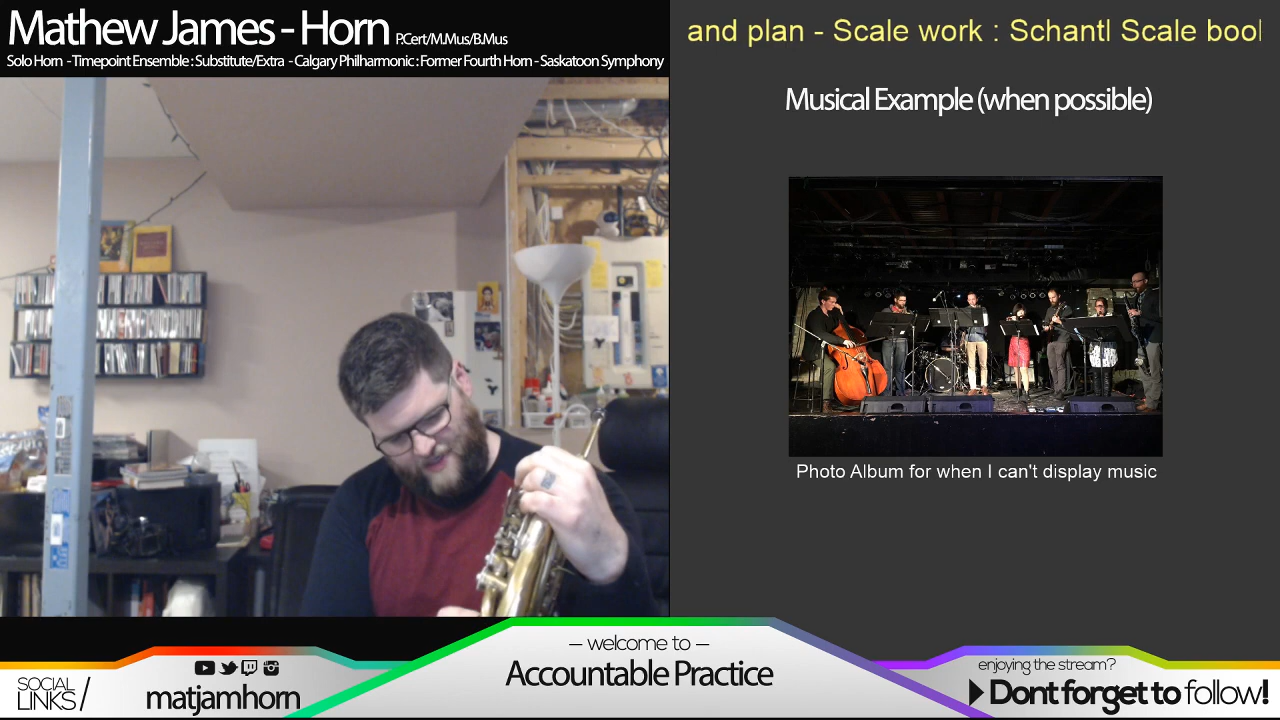 Mathew James - Horn P.Cert/M.Mus/B.Mus
Solo Horn - Timepoint Ensemble : Substitute/Extra - Calgary Philharmonic : Former Fourth Horn - Saskatoon Symphony
and plan - Scale work : Schantl Scale book
Musical Example (when possible)
Photo Album for when I can't display music
— welcome to —
Accountable Practice
SOCIAL
LINKS /
matjamhorn
enjoying the stream?
Dont forget to follow!